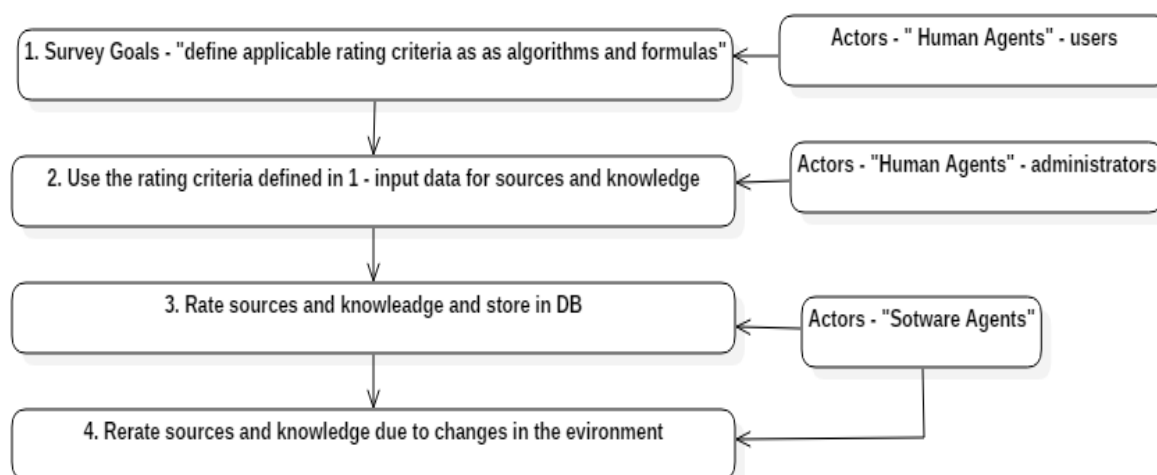 1. Survey Goals - "define applicable rating criteria as as algorithms and formulas"
Actors - " Human Agents" - users
2. Use the rating criteria defined in 1 - input data for sources and knowledge
Actors - "Human Agents" - administrators
3. Rate sources and knowleadge and store in DB
Actors - "Sotware Agents"
4. Rerate sources and knowledge due to changes in the evironment